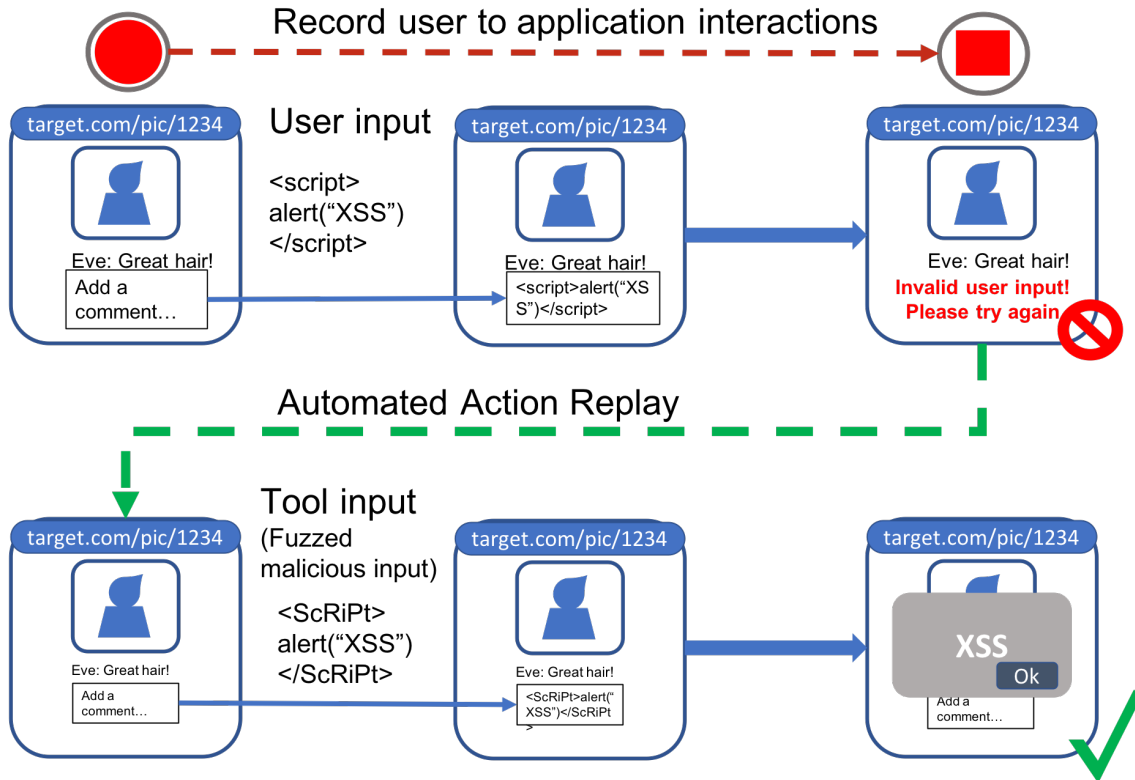 Record user to application interactions
target.com/pic/1234
User input
target.com/pic/1234
target.com/pic/1234
<script>
alert(“XSS”)
</script>
Eve: Great hair!
Add a
comment…
Eve: Great hair!
<script>alert(“XS
S”)</script>
Eve: Great hair!
Invalid user input!
Please try again
Automated Action Replay
target.com/pic/1234
Tool input
(Fuzzed
malicious input)
<ScRiPt>
alert(“XSS”)
</ScRiPt>
target.com/pic/1234
target.com/pic/1234
Eve: Great hair!
Add a
comment…
Eve: Great hair!
<ScRiPt>alert(“
XSS”)</ScRiPt
>
XSS
Ok
Add a
comment…